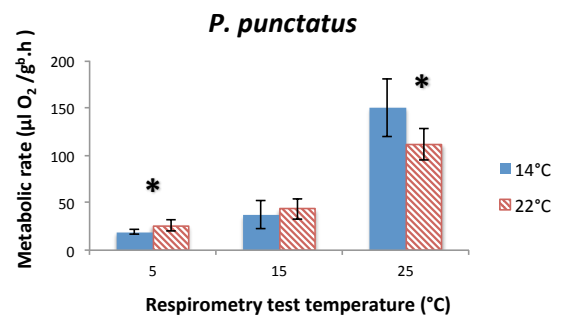 P. punctatus
Metabolic rate (µl O₂ /gᵇ.h)
200
150
100
50
0
*
*
5
15
25
Respirometry test temperature (°C)
14°C
22°C